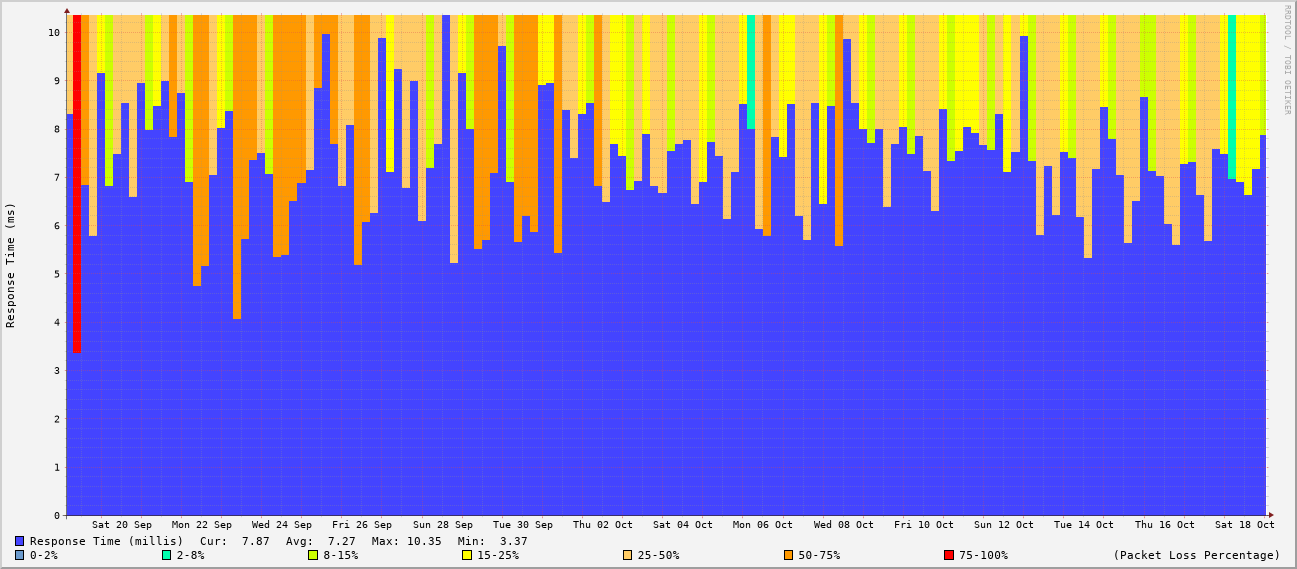 RRDTOOL / TOBI OETIKER
Response Time (ms)
10
9
8
7
6
5
4
3
2
1
0
Sat 20 Sep Mon 22 Sep Wed 24 Sep Fri 26 Sep Sun 28 Sep Tue 30 Sep Thu 02 Oct Sat 04 Oct Mon 06 Oct Wed 08 Oct Fri 10 Oct Sun 12 Oct Tue 14 Oct Thu 16 Oct Sat 18 Oct
Response Time (millis) Cur: 7.87 Avg: 7.27 Max: 10.35 Min: 3.37
0-2% 2-8% 8-15% 15-25% 25-50% 50-75% 75-100% (Packet Loss Percentage)